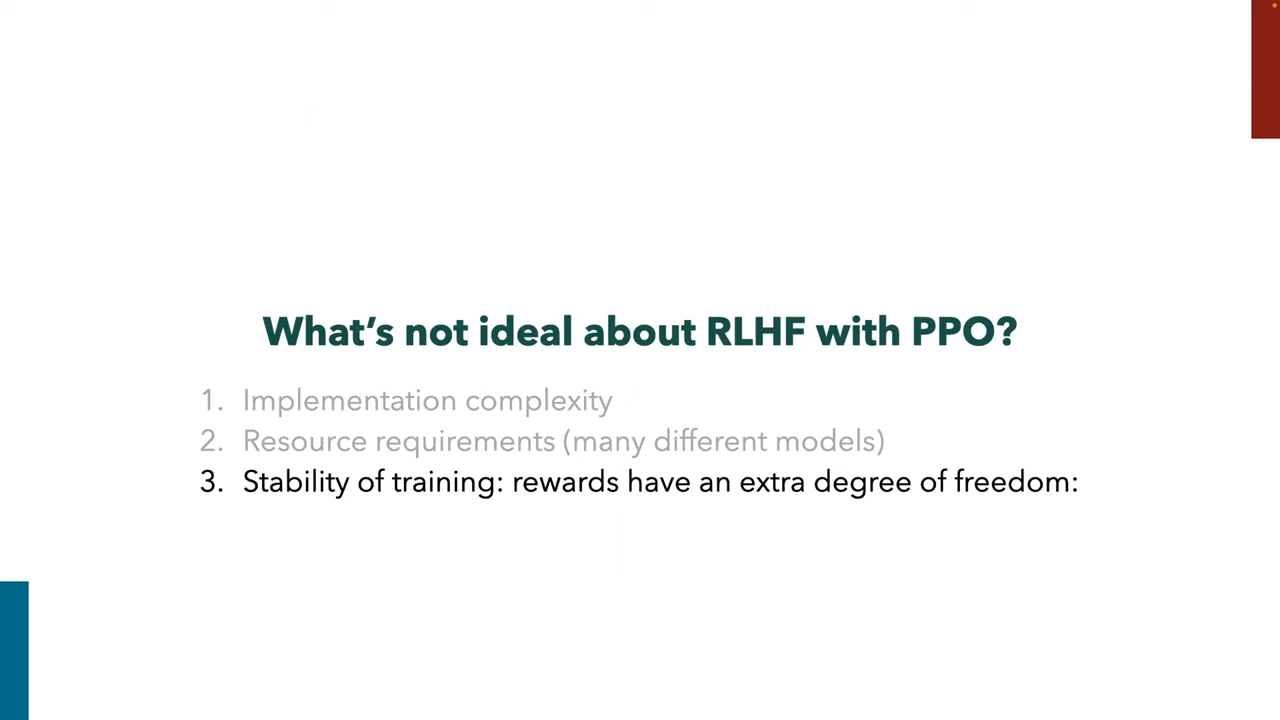 What's not ideal about RLHF with PPO?
1. Implementation complexity
2. Resource requirements (many different models)
3. Stability of training: rewards have an extra degree of freedom: